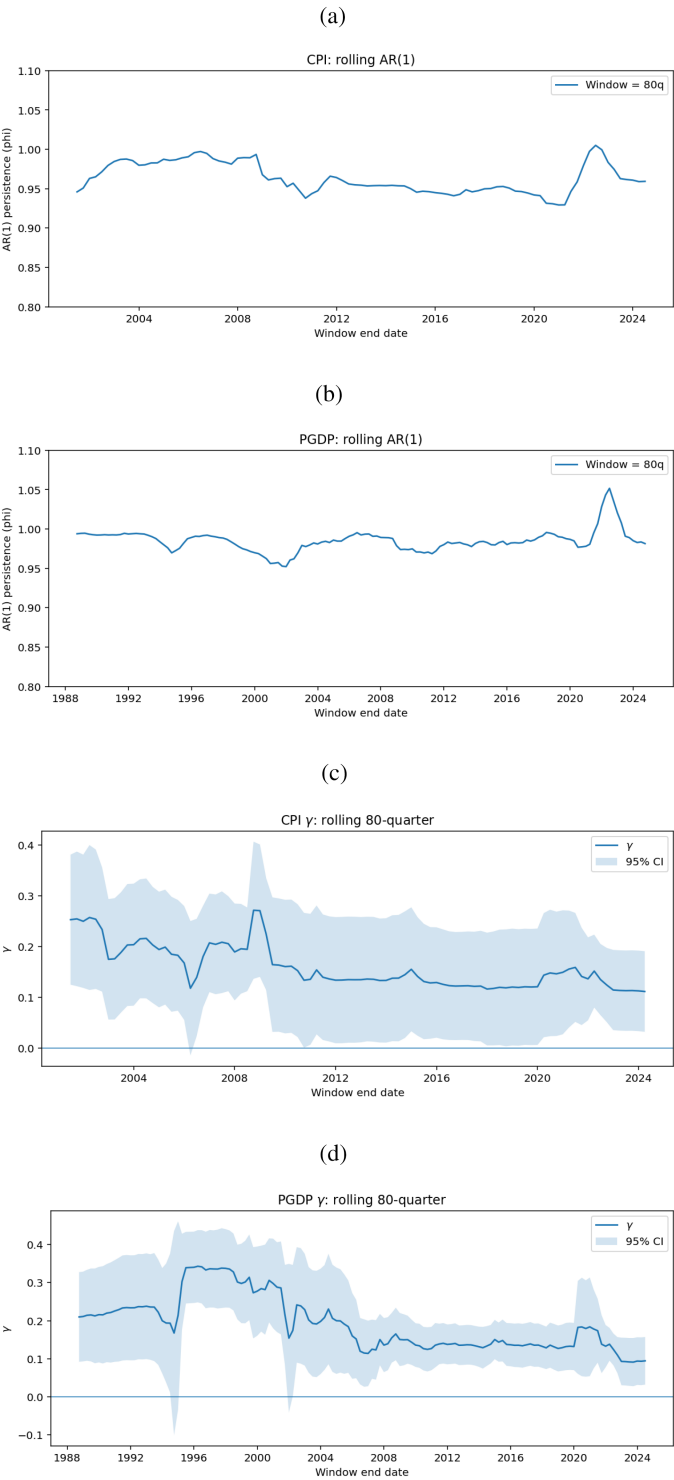 (a)
CPI: rolling AR(1)
Window = 80q
AR(1) persistence (phi)
1.10
1.05
1.00
0.95
0.90
0.85
0.80
2004 2008 2012 2016 2020 2024
Window end date
(b)
PGDP: rolling AR(1)
Window = 80q
AR(1) persistence (phi)
1.10
1.05
1.00
0.95
0.90
0.85
0.80
1988 1992 1996 2000 2004 2008 2012 2016 2020 2024
Window end date
(c)
CPI γ: rolling 80-quarter
γ
95% CI
γ
0.4
0.3
0.2
0.1
0.0
2004 2008 2012 2016 2020 2024
Window end date
(d)
PGDP γ: rolling 80-quarter
γ
95% CI
γ
0.4
0.3
0.2
0.1
0.0
−0.1
1988 1992 1996 2000 2004 2008 2012 2016 2020 2024
Window end date